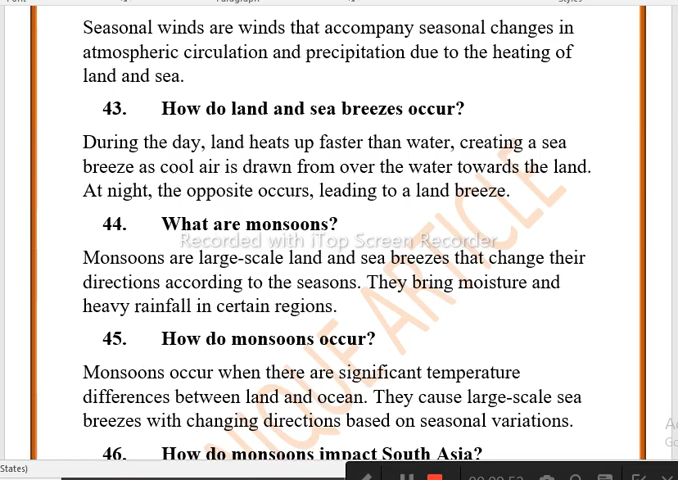 Seasonal winds are winds that accompany seasonal changes in
atmospheric circulation and precipitation due to the heating of
land and sea.
43. How do land and sea breezes occur?
During the day, land heats up faster than water, creating a sea
breeze as cool air is drawn from over the water towards the land.
At night, the opposite occurs, leading to a land breeze.
44. What are monsoons?
Recorded with iTop Screen Recorder
Monsoons are large-scale land and sea breezes that change their
directions according to the seasons. They bring moisture and
heavy rainfall in certain regions.
45. How do monsoons occur?
Monsoons occur when there are significant temperature
differences between land and ocean. They cause large-scale sea
breezes with changing directions based on seasonal variations.
46. How do monsoons impact South Asia?
NIQUE ARTICLE
States)